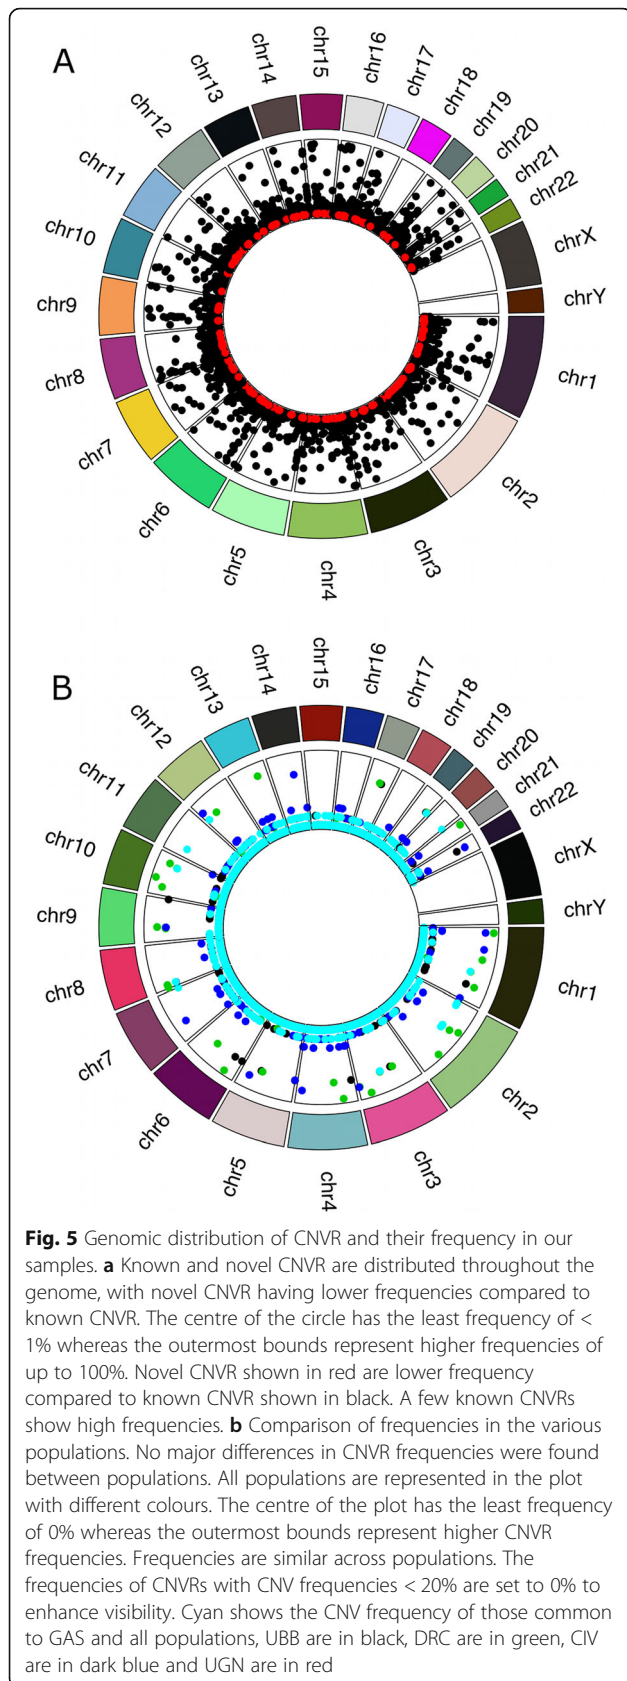 A
chr1
chr2
chr3
chr4
chr5
chr6
chr7
chr8
chr9
chr10
chr11
chr12
chr13
chr14
chr15
chr16
chr17
chr18
chr19
chr20
chr21
chr22
chrX
chrY
B
chr1
chr2
chr3
chr4
chr5
chr6
chr7
chr8
chr9
chr10
chr11
chr12
chr13
chr14
chr15
chr16
chr17
chr18
chr19
chr20
chr21
chr22
chrX
chrY
Fig. 5 Genomic distribution of CNVR and their frequency in our
samples. a Known and novel CNVR are distributed throughout the
genome, with novel CNVR having lower frequencies compared to
known CNVR. The centre of the circle has the least frequency of <
1% whereas the outermost bounds represent higher frequencies of
up to 100%. Novel CNVR shown in red are lower frequency
compared to known CNVR shown in black. A few known CNVRs
show high frequencies. b Comparison of frequencies in the various
populations. No major differences in CNVR frequencies were found
between populations. All populations are represented in the plot
with different colours. The centre of the plot has the least frequency
of 0% whereas the outermost bounds represent higher CNVR
frequencies. Frequencies are similar across populations. The
frequencies of CNVRs with CNV frequencies < 20% are set to 0% to
enhance visibility. Cyan shows the CNV frequency of those common
to GAS and all populations, UBB are in black, DRC are in green, CIV
are in dark blue and UGN are in red